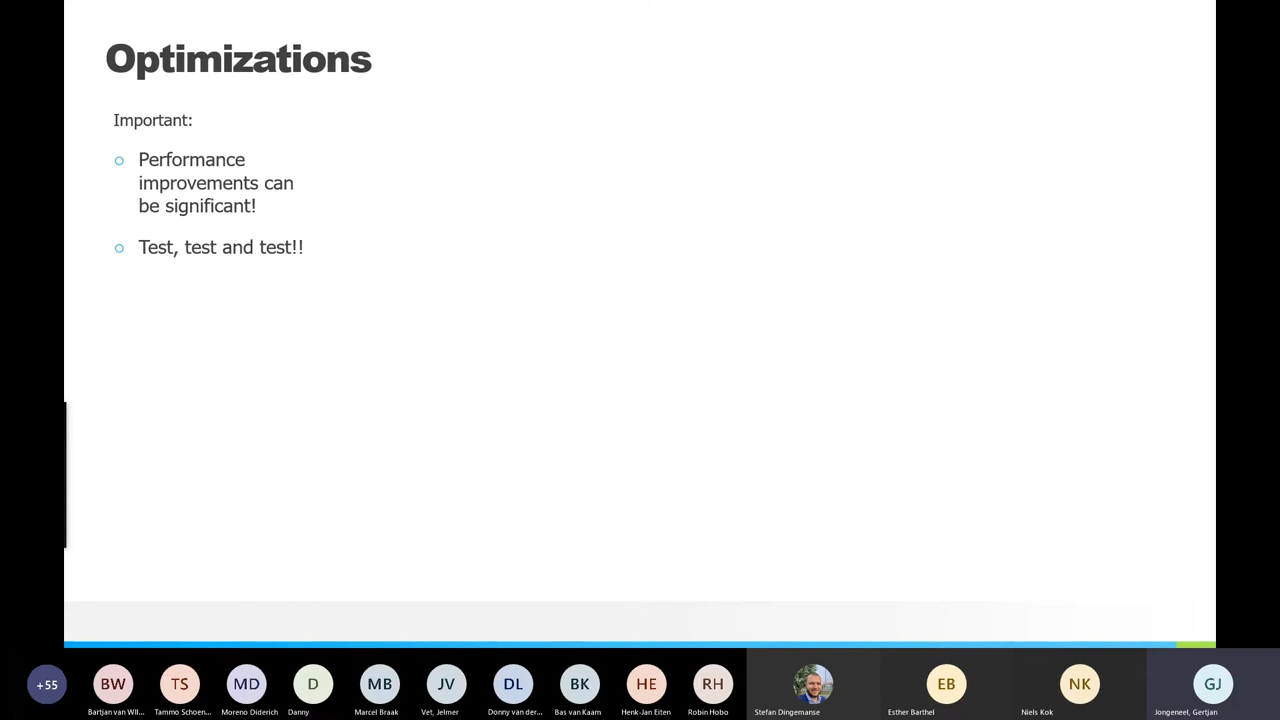 Optimizations
Important:
Performance
improvements can
be significant!
Test, test and test!!
+55
BW
TS
MD
D
MB
JV
DL
BK
HE
RH
EB
NK
GJ
Bartjan van Wll...
Tammo Schoen...
Moreno Diderich
Danny
Marcel Braak
Vet, Jelmer
Donny van der...
Bas van Kaam
Henk-Jan Eiten
Robin Hobo
Stefan Dingemanse
Esther Barthel
Niels Kok
Jongeneel, Gertjan